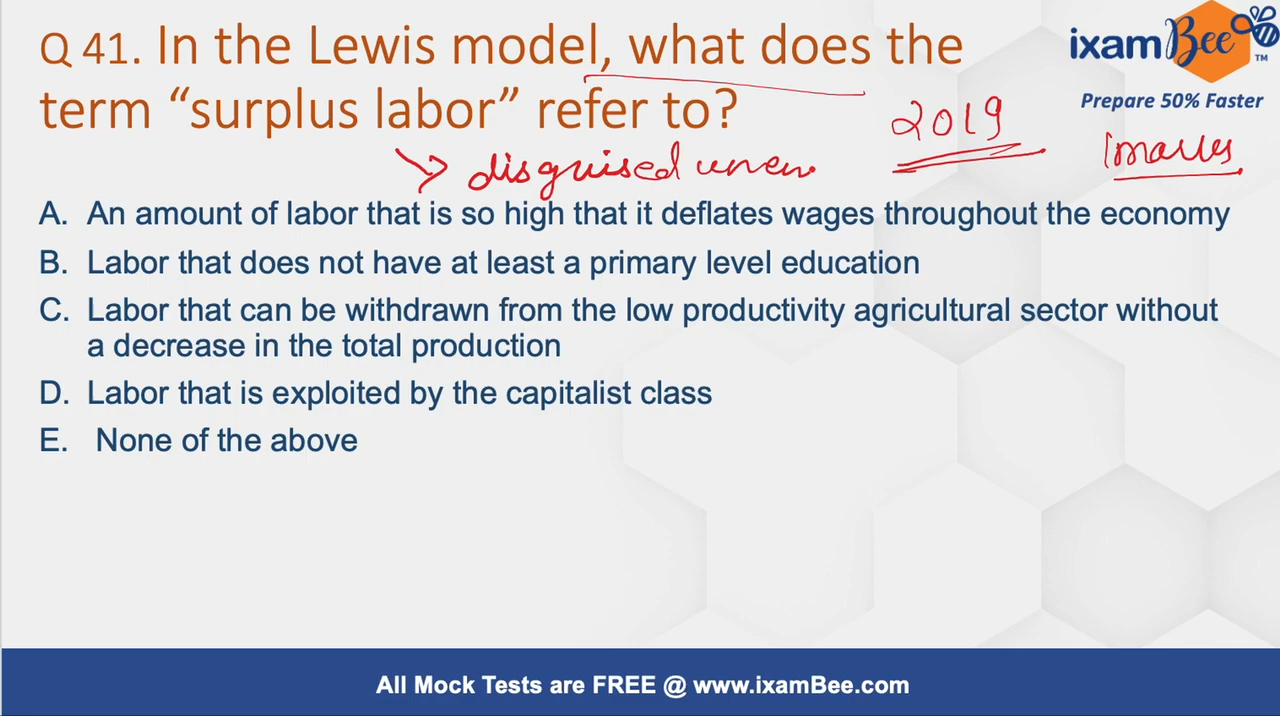 Q 41. In the Lewis model, what does the
term “surplus labor” refer to?
ixamBee™
Prepare 50% Faster
2019
disguised unem
A. An amount of labor that is so high that it deflates wages throughout the economy
B. Labor that does not have at least a primary level education
C. Labor that can be withdrawn from the low productivity agricultural sector without
a decrease in the total production
D. Labor that is exploited by the capitalist class
E. None of the above
All Mock Tests are FREE @ www.ixamBee.com